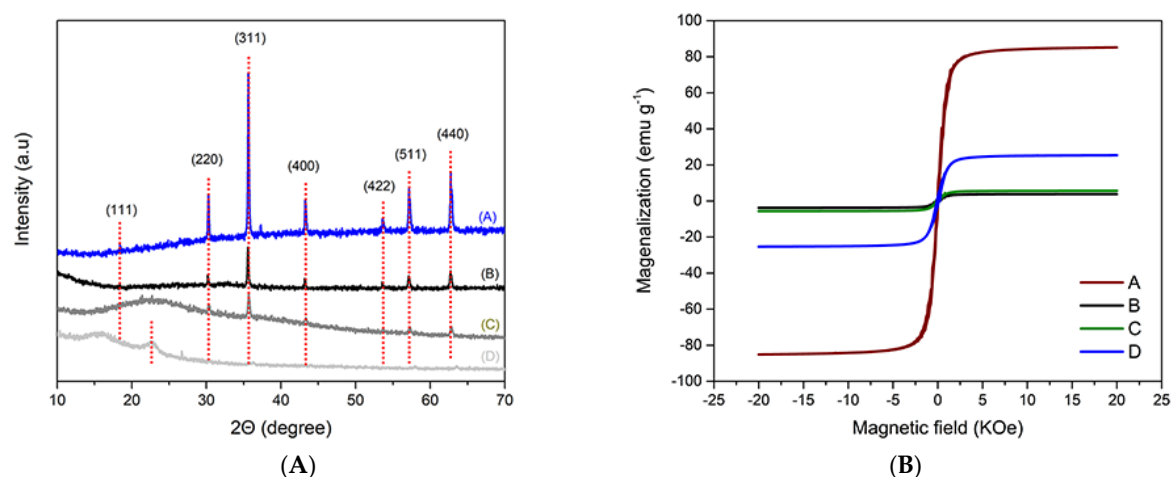 (311)
(440)
(220)
(511)
(400)
(422)
(111)
(A)
(B)
(C)
(D)
Intensity (a.u)
10 20 30 40 50 60 70
2Θ (degree)
(A)
100
80
60
40
20
0
-20
-40
-60
-80
-100
Magenalization (emu g-1)
A
B
C
D
-25 -20 -15 -10 -5 0 5 10 15 20 25
Magnetic field (KOe)
(B)